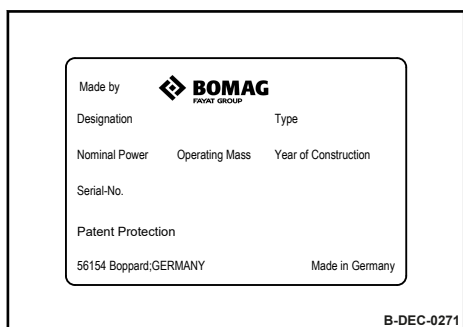 Made by BOMAG
FAYAT GROUP
Designation Type
Nominal Power Operating Mass Year of Construction
Serial-No.
Patent Protection
56154 Boppard;GERMANY Made in Germany
B-DEC-0271